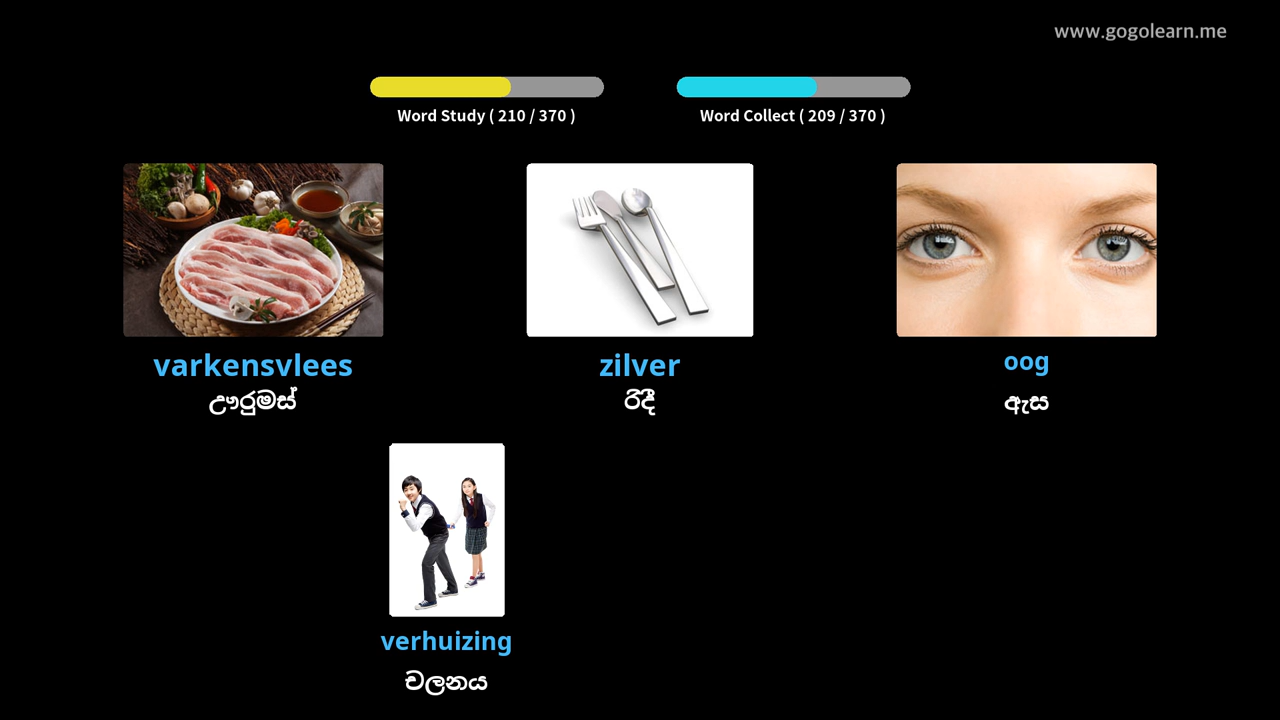 www.gogolearn.me
Word Study ( 210 / 370 )
Word Collect ( 209 / 370 )
varkensvlees
ඌරුමස්
zilver
රිදී
oog
ඇස
verhuizing
චලනය